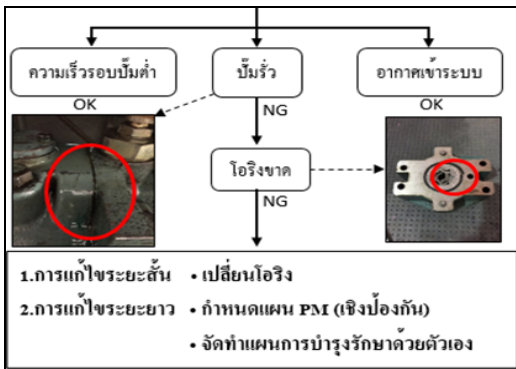 ความเร็วรอบปั๊มต่ำ
ปั๊มรั่ว
อากาศเข้าระบบ
OK
NG
OK
โอริงขาด
NG
1.การแก้ไขระยะสั้น • เปลี่ยนโอริง
2.การแก้ไขระยะยาว • กำหนดแผน PM (เชิงป้องกัน)
• จัดทำแผนการบำรุงรักษาด้วยตัวเอง